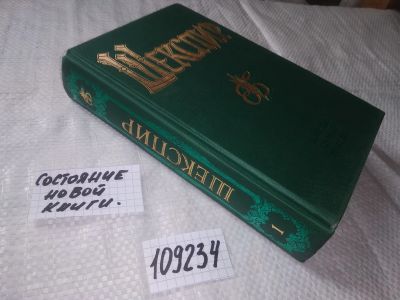 ШЕКСПИР
ШЕКСПИР
1
СОСТОЯНИЕ
НОВОЙ
КНИГИ.
109234